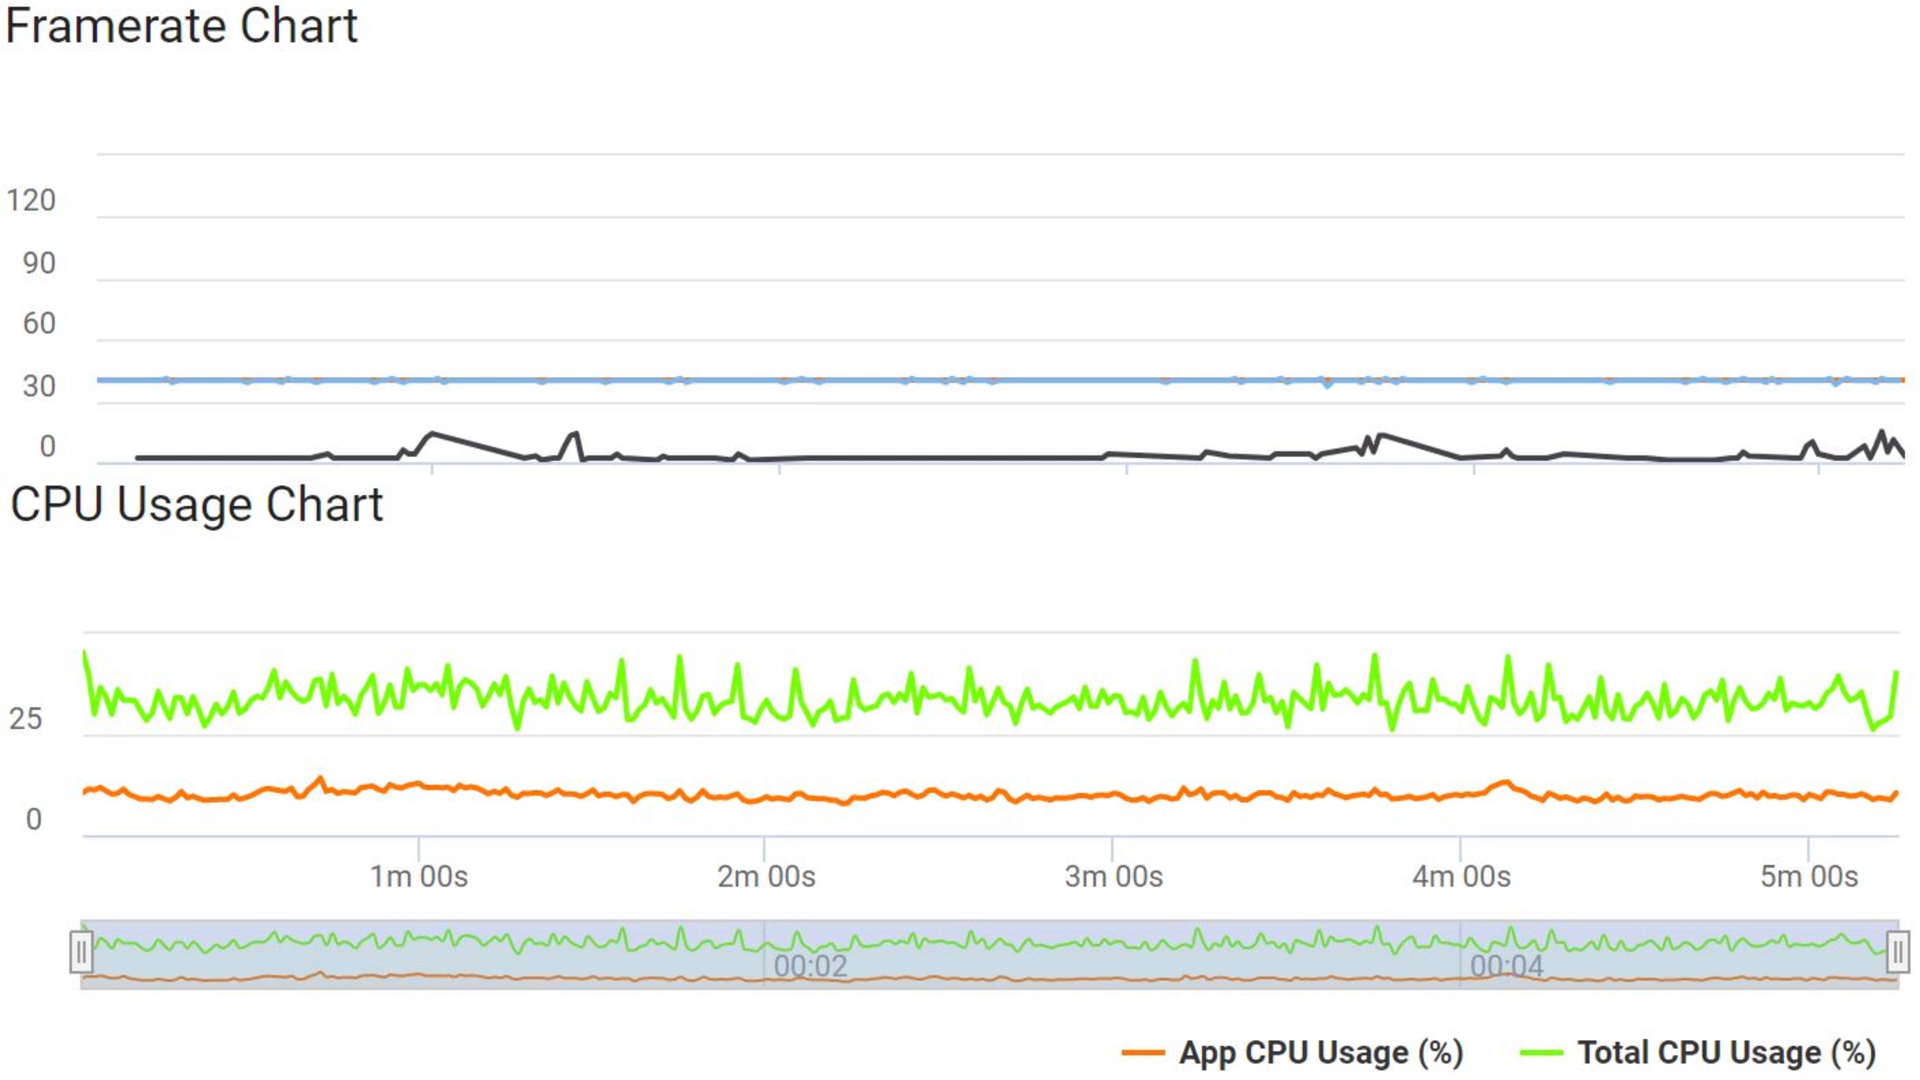 Framerate Chart
120
90
60
30
0
CPU Usage Chart
25
0
1m 00s 2m 00s 3m 00s 4m 00s 5m 00s
00:02 00:04
App CPU Usage (%) Total CPU Usage (%)